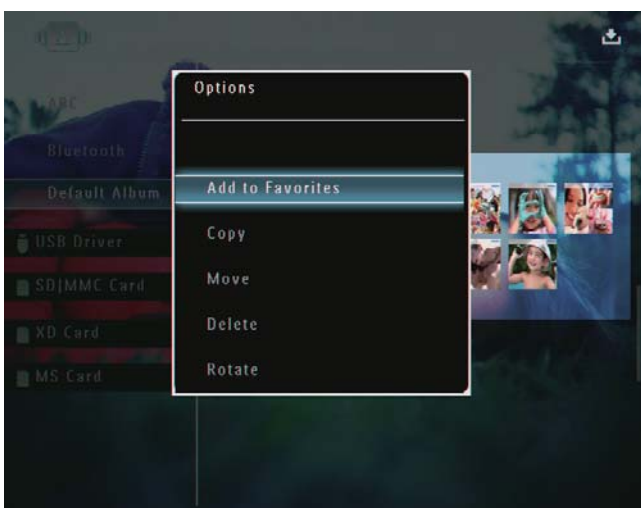 Options
Add to Favorites
Copy
Move
Delete
Rotate
ABC
Bluetooth
Default Album
USB Driver
SD|MMC Card
XD Card
MS Card